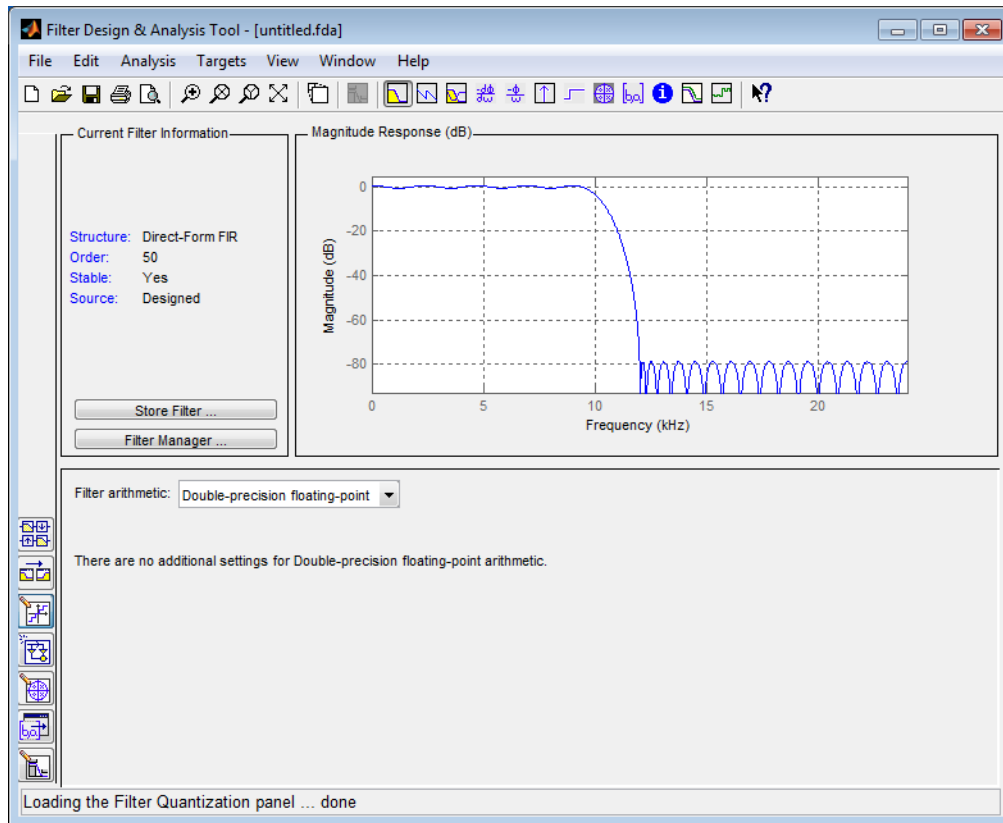 Filter Design & Analysis Tool - [untitled.fda]
File Edit Analysis Targets View Window Help
Current Filter Information
Structure: Direct-Form FIR
Order: 50
Stable: Yes
Source: Designed
Store Filter ...
Filter Manager ...
Magnitude Response (dB)
Magnitude (dB)
0
-20
-40
-60
-80
0 5 10 15 20
Frequency (kHz)
Filter arithmetic: Double-precision floating-point
There are no additional settings for Double-precision floating-point arithmetic.
Loading the Filter Quantization panel ... done